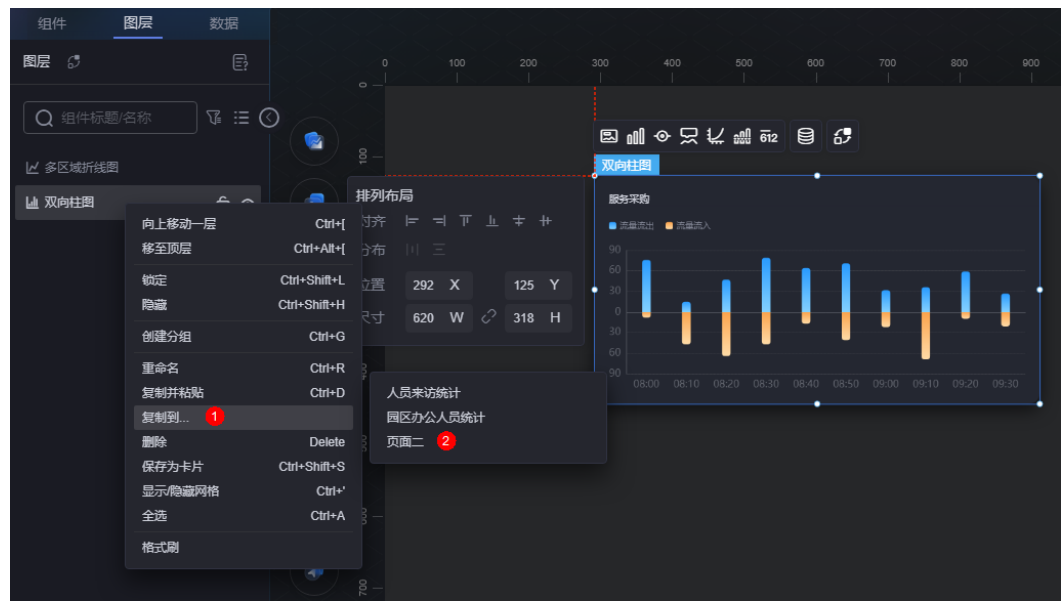 组件 图层 数据
图层
0 100 200 300 400 500 600 700 800 900
0
组件标题/名称
612
100
多区域折线图
双向柱图
双向柱图
排列布局
对齐
分布
位置 292 X 125 Y
尺寸 620 W 318 H
向上移动一层 Ctrl+[
移至顶层 Ctrl+Alt+[
锁定 Ctrl+Shift+L
隐藏 Ctrl+Shift+H
创建分组 Ctrl+G
重命名 Ctrl+R
复制并粘贴 Ctrl+D
复制到... 1
删除 Delete
保存为卡片 Ctrl+Shift+S
显示/隐藏网格 Ctrl+'
全选 Ctrl+A
格式刷
人员来访统计
园区办公人员统计
页面二 2
服务采购
流量流出 流量流入
90
60
30
0
30
60
90
08:00 08:10 08:20 08:30 08:40 08:50 09:00 09:10 09:20 09:30
700